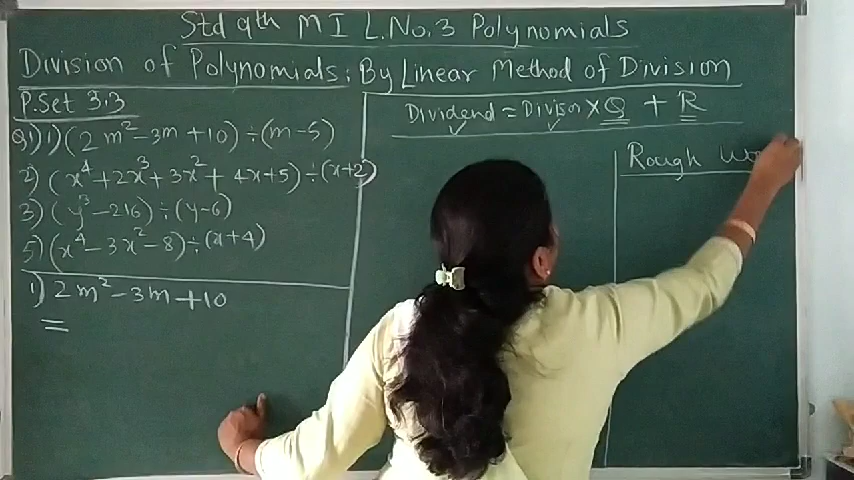 Std 9th M I L.No.3 Polynomials
Division of Polynomials: By Linear Method of Division
P.Set 3.3
Q1) 1) (2m² - 3m + 10) ÷ (m - 5)
2) (x⁴ + 2x³ + 3x² + 4x + 5) ÷ (x + 2)
3) (y³ - 216) ÷ (y - 6)
5) (x⁴ - 3x² - 8) ÷ (x + 4)
1) 2m² - 3m + 10
=
Dividend = Divisor × Q + R
Rough Wo